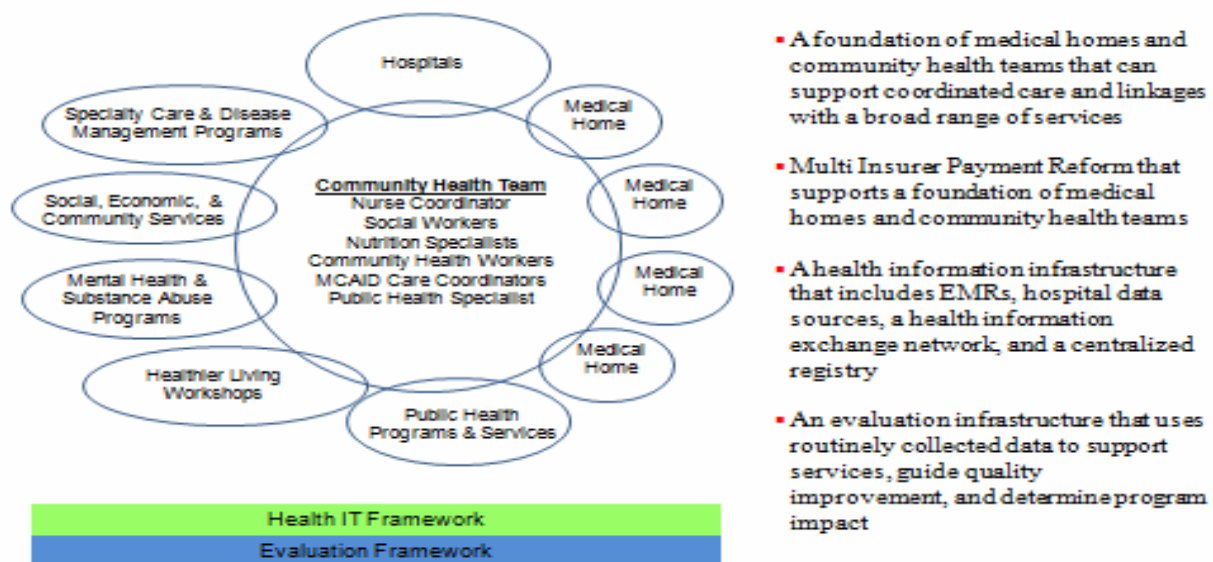 Hospitals
Medical
Home
Specialty Care & Disease
Management Programs
Medical
Home
Social, Economic, &
Community Services
Community Health Team
Nurse Coordinator
Social Workers
Nutrition Specialists
Community Health Workers
MCAID Care Coordinators
Public Health Specialist
Medical
Home
Mental Health &
Substance Abuse
Programs
Medical
Home
Healthier Living
Workshops
Public Health
Programs & Services
Health IT Framework
Evaluation Framework
▪ A foundation of medical homes and
community health teams that can
support coordinated care and linkages
with a broad range of services
▪ Multi Insurer Payment Reform that
supports a foundation of medical
homes and community health teams
▪ A health information infrastructure
that includes EMRs, hospital data
sources, a health information
exchange network, and a centralized
registry
▪ An evaluation infrastructure that uses
routinely collected data to support
services, guide quality
improvement, and determine program
impact